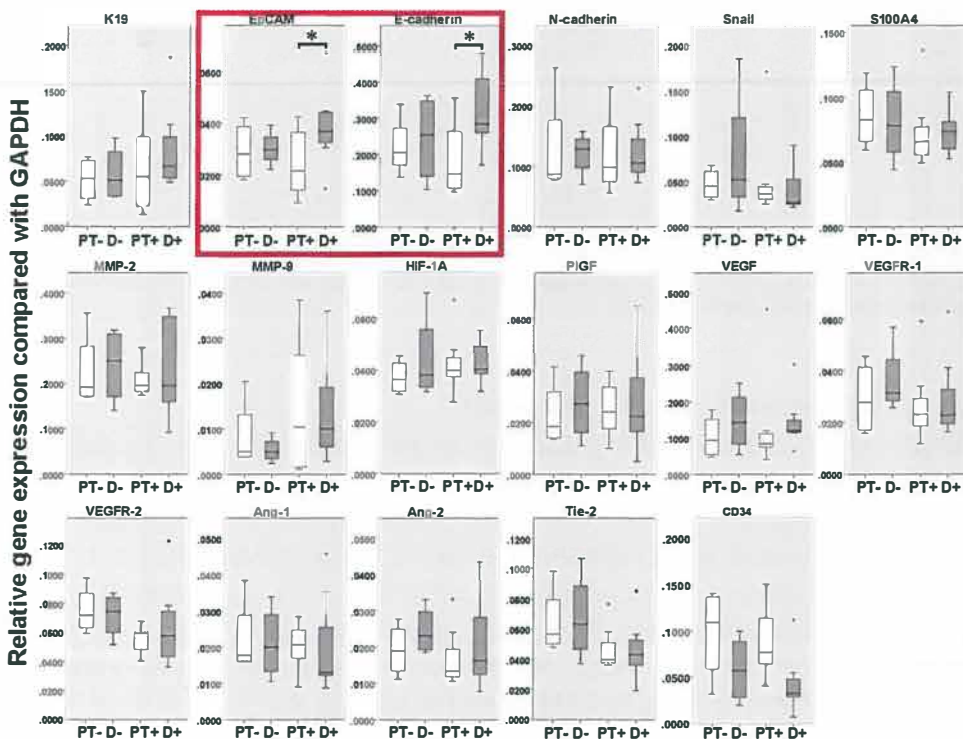 Relative gene expression compared with GAPDH
K19 EpCAM E-cadherin N-cadherin Snail S100A4
.2000 .1500 .1000 .0500 .0000
.0600 .0400 .0200 .0000
* .5000 .4000 .3000 .2000 .1000 .0000
* .3000 .2000 .1000 .0000
.2000 .1500 .1000 .0500 .0000
.1500 .1000 .0500 .0000
PT- D- PT+ D+ PT- D- PT+ D+ PT- D- PT+ D+ PT- D- PT+ D+ PT- D- PT+ D+ PT- D- PT+ D+
MMP-2 MMP-9 HIF-1A PlGF VEGF VEGFR-1
.4000 .3000 .2000 .1000 .0000
.0400 .0300 .0200 .0100 .0000
.0800 .0600 .0400 .0200 .0000
.0600 .0400 .0200 .0000
.5000 .4000 .3000 .2000 .1000 .0000
.0600 .0400 .0200 .0000
PT- D- PT+ D+ PT- D- PT+ D+ PT- D- PT+D+ PT- D- PT+ D+ PT- D- PT+ D+ PT- D- PT+ D+
VEGFR-2 Ang-1 Ang-2 Tie-2 CD34
.1200 .1000 .0800 .0600 .0400 .0200 .0000
.0500 .0400 .0300 .0200 .0100 .0000
.0500 .0400 .0300 .0200 .0100 .0000
.1200 .1000 .0800 .0600 .0400 .0200 .0000
.2000 .1500 .1000 .0500 .0000
PT- D- PT+ D+ PT- D- PT+ D+ PT- D- PT+ D+ PT- D- PT+ D+ PT- D- PT+ D+